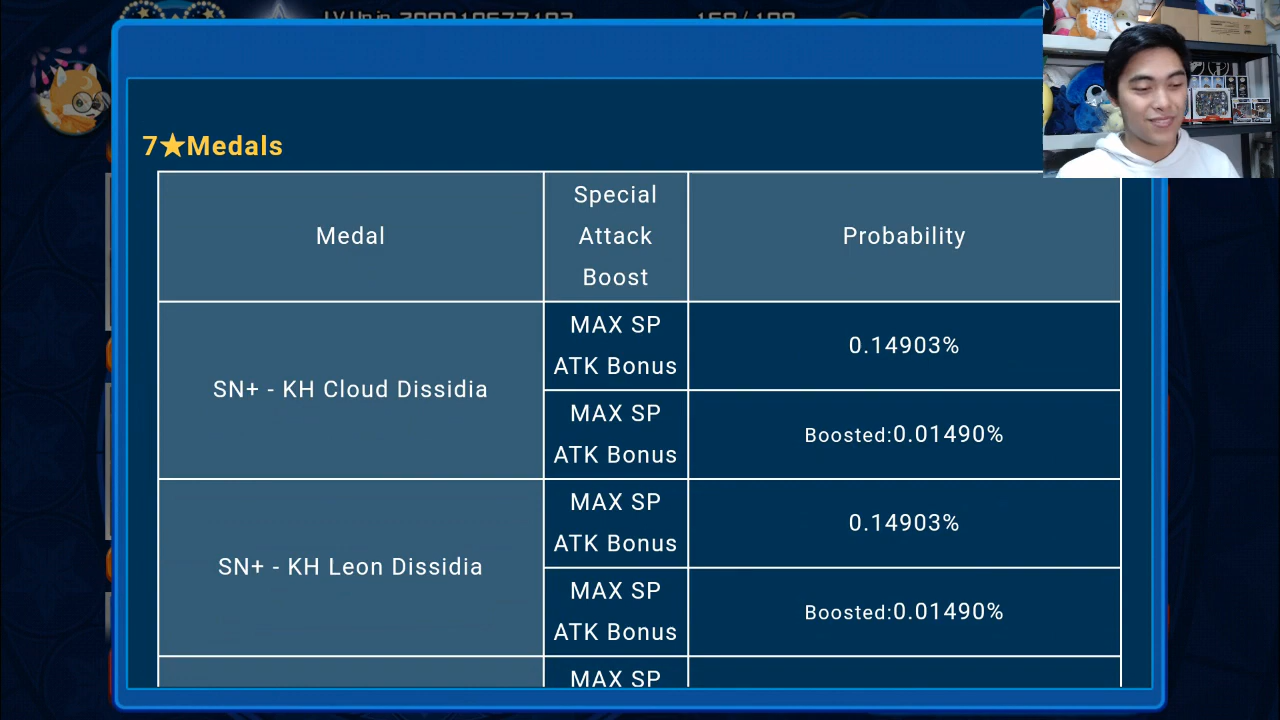 7★Medals
Medal
Special
Attack
Boost
Probability
SN+ - KH Cloud Dissidia
MAX SP
ATK Bonus
0.14903%
MAX SP
ATK Bonus
Boosted:0.01490%
SN+ - KH Leon Dissidia
MAX SP
ATK Bonus
0.14903%
MAX SP
ATK Bonus
Boosted:0.01490%
MAX SP